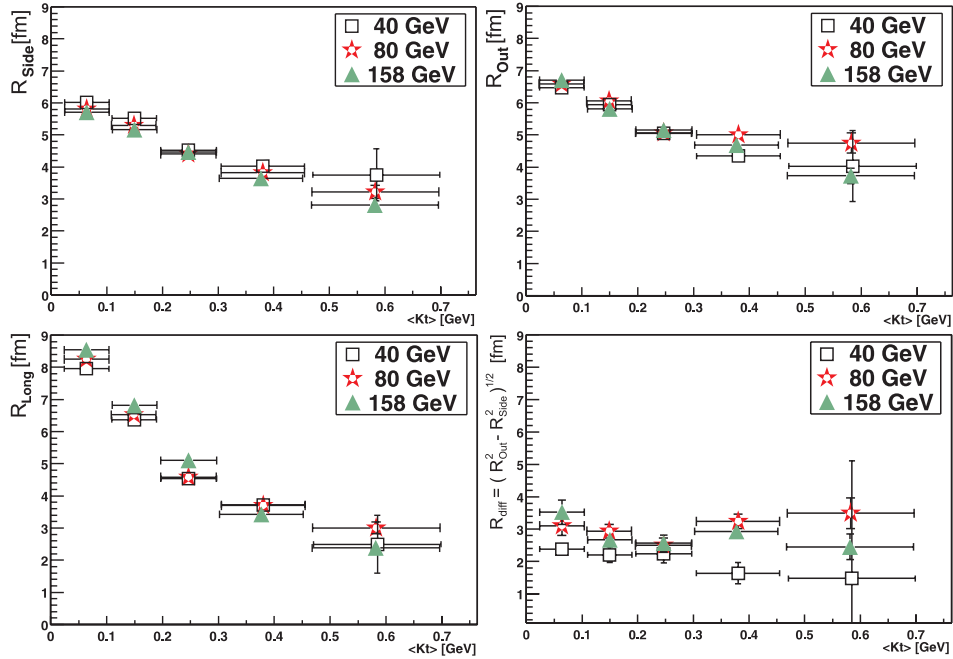 R_Side [fm]
9
8
7
6
5
4
3
2
1
0
40 GeV
80 GeV
158 GeV
0 0.1 0.2 0.3 0.4 0.5 0.6 0.7
<Kt> [GeV]
R_Out [fm]
9
8
7
6
5
4
3
2
1
0
40 GeV
80 GeV
158 GeV
0 0.1 0.2 0.3 0.4 0.5 0.6 0.7
<Kt> [GeV]
R_Long [fm]
9
8
7
6
5
4
3
2
1
0
40 GeV
80 GeV
158 GeV
0 0.1 0.2 0.3 0.4 0.5 0.6 0.7
<Kt> [GeV]
R_diff = ( R²_Out - R²_Side )^1/2 [fm]
9
8
7
6
5
4
3
2
1
40 GeV
80 GeV
158 GeV
0 0.1 0.2 0.3 0.4 0.5 0.6 0.7
<Kt> [GeV]